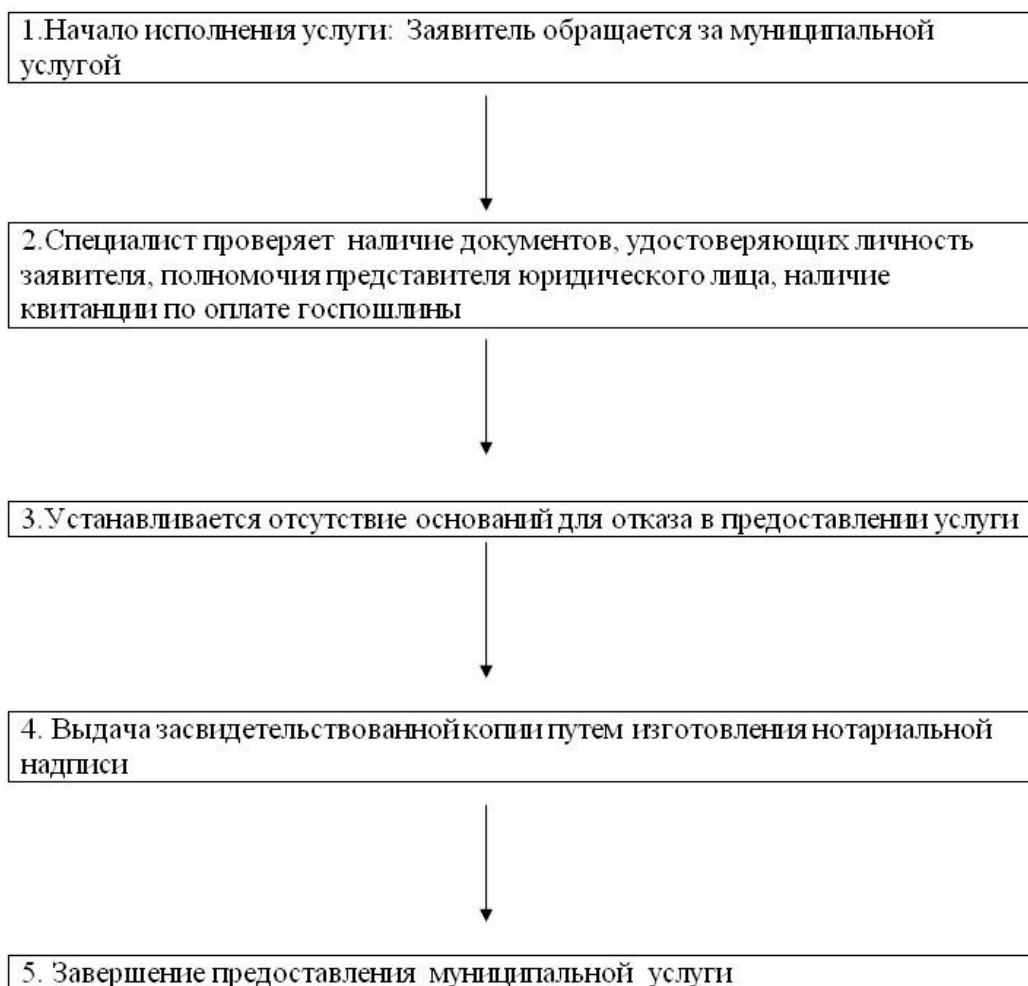 1.Начало исполнения услуги:  Заявитель обращается за муниципальной
услугой
2.Специалист проверяет  наличие документов, удостоверяющих личность
заявителя, полномочия представителя юридического лица, наличие
квитанции по оплате госпошлины
3.Устанавливается отсутствие оснований для отказа в предоставлении услуги
4. Выдача засвидетельствованной копии путем изготовления нотариальной
надписи
5. Завершение предоставления  муниципальной  услуги